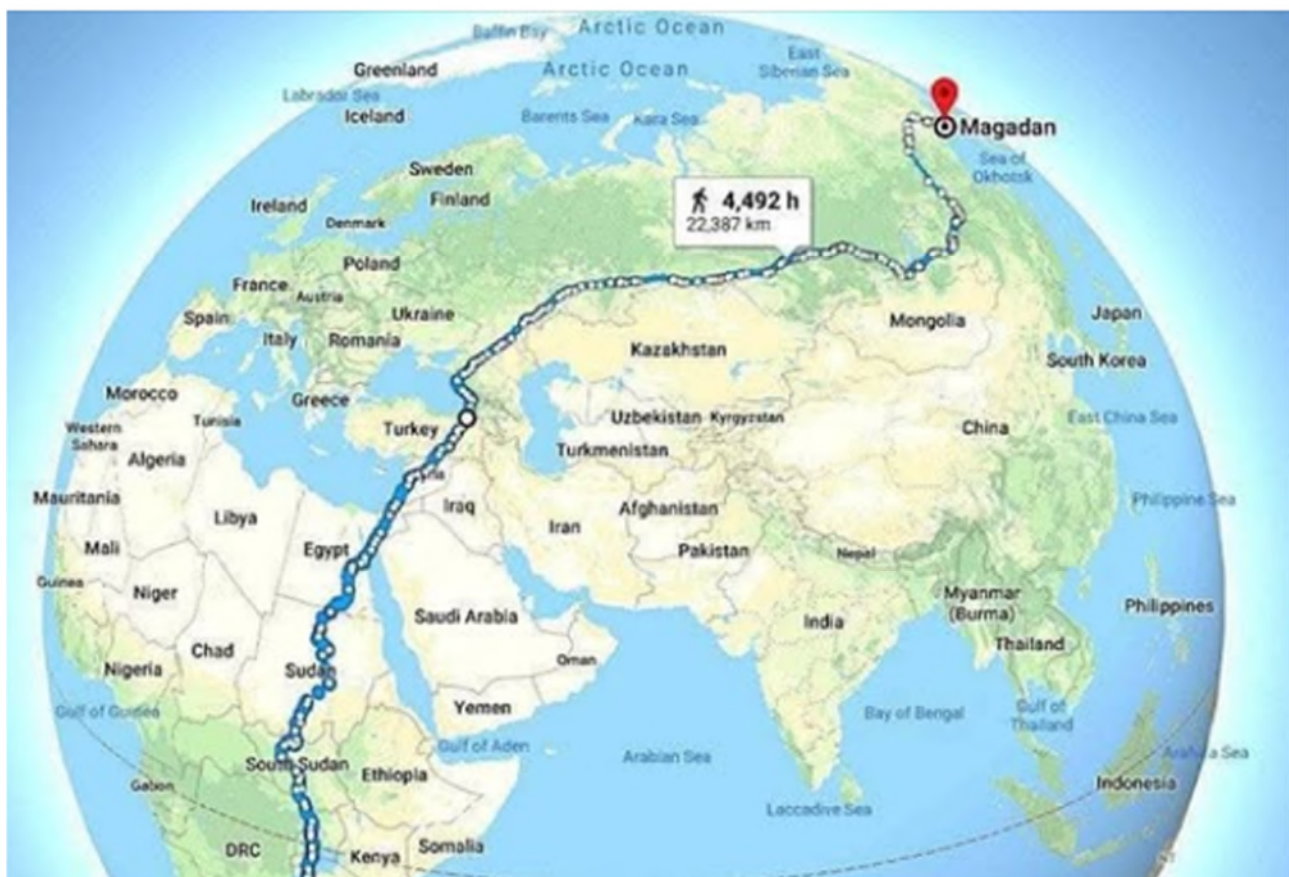 Arctic Ocean
Baffin Bay
East
Siberian Sea
Arctic Ocean
Greenland
Labrador Sea
Iceland
Barents Sea
Kara Sea
Magadan
Sea of
Okhotsk
Sweden
Finland
Ireland
Denmark
4,492 h
22,387 km
Poland
France
Austria
Spain
Ukraine
Italy
Romania
Japan
Mongolia
Kazakhstan
South Korea
Morocco
Greece
Tunisia
Turkey
Uzbekistan
Kyrgyzstan
East China Sea
China
Western
Sahara
Algeria
Turkmenistan
Mauritania
Iraq
Afghanistan
Philippine Sea
Libya
Iran
Egypt
Pakistan
Nepal
Mali
Guinea
Niger
Saudi Arabia
India
Myanmar
(Burma)
Philippines
Thailand
Chad
Oman
Nigeria
Sudan
Yemen
Gulf of Guinea
Bay of Bengal
Gulf of
Thailand
Gulf of Aden
Arabian Sea
South Sudan
Ethiopia
Gabon
Indonesia
Laccadive Sea
DRC
Kenya
Somalia